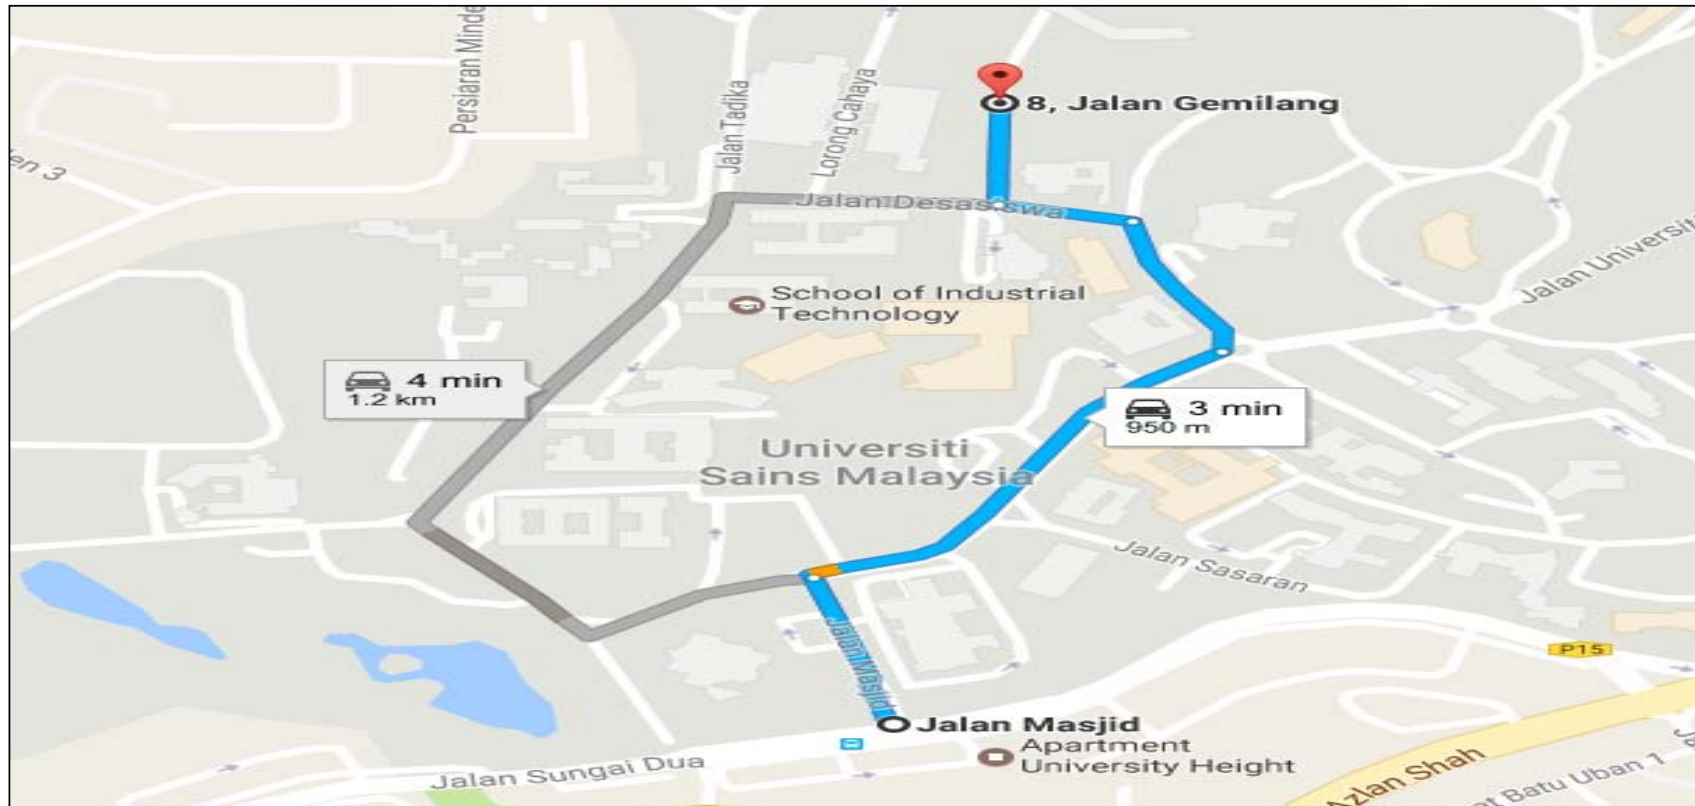 Persiaran Minde
8, Jalan Gemilang
Jalan Tadika
Lorong Cahaya
en 3
Jalan Desasiswa
Jalan Universit
School of Industrial
Technology
4 min
1.2 km
3 min
950 m
Universiti
Sains Malaysia
Jalan Sasaran
Jalan Masjid
P15
Jalan Masjid
Apartment
University Height
Jalan Sungai Dua
Azlan Shah
Batu Uban 1